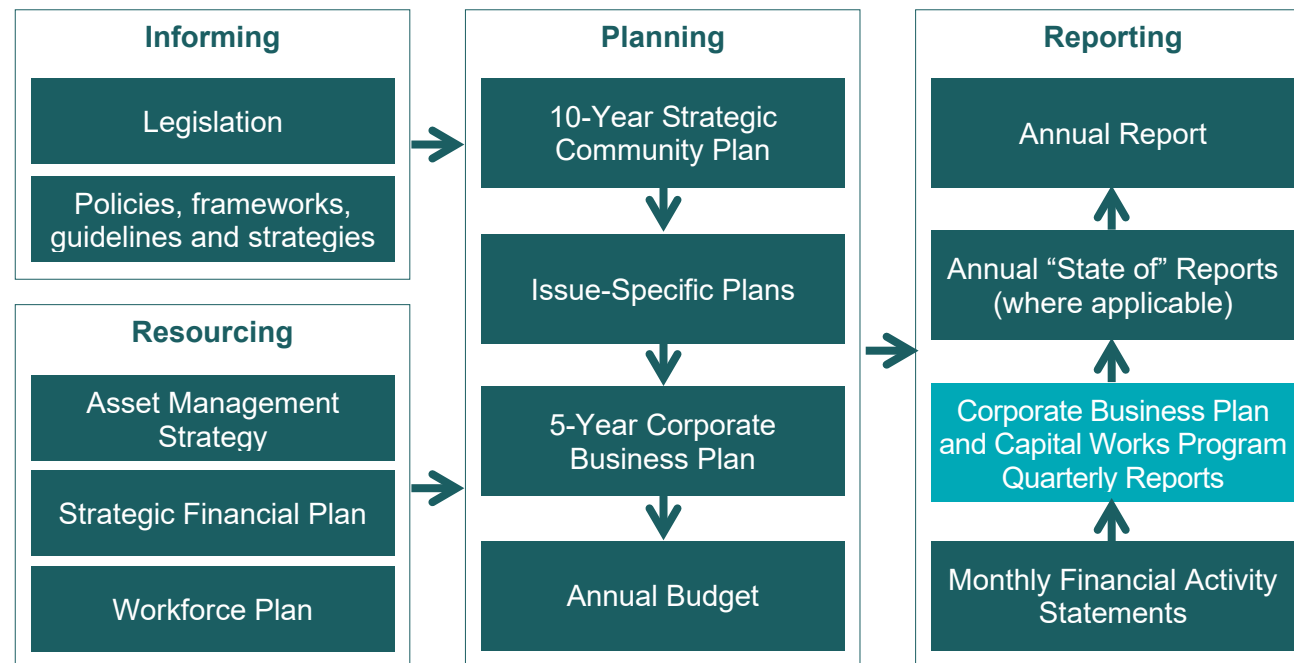 Informing
Legislation
Policies, frameworks,
guidelines and strategies
Resourcing
Asset Management
Strategy
Strategic Financial Plan
Workforce Plan
Planning
10-Year Strategic
Community Plan
Issue-Specific Plans
5-Year Corporate
Business Plan
Annual Budget
Reporting
Annual Report
Annual “State of” Reports
(where applicable)
Corporate Business Plan
and Capital Works Program
Quarterly Reports
Monthly Financial Activity
Statements